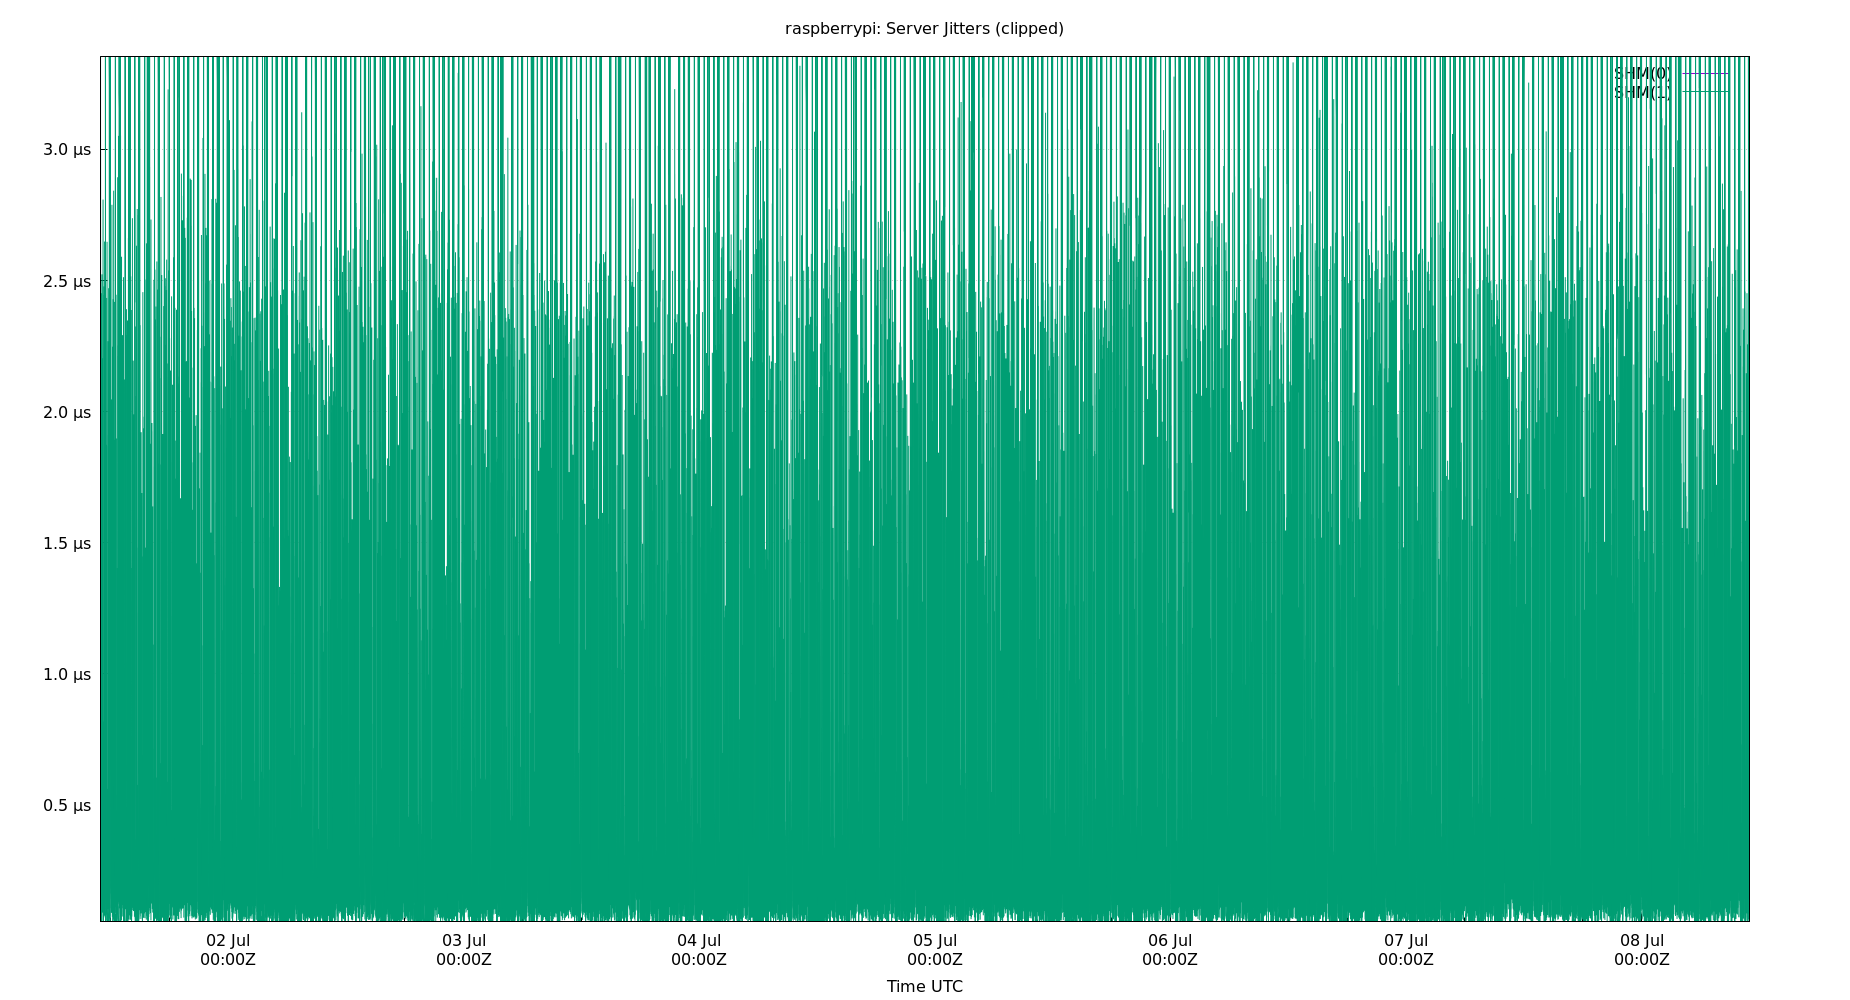 raspberrypi: Server Jitters (clipped)
SHM(0)
SHM(1)
3.0 µs
2.5 µs
2.0 µs
1.5 µs
1.0 µs
0.5 µs
02 Jul 03 Jul 04 Jul 05 Jul 06 Jul 07 Jul 08 Jul
00:00Z 00:00Z 00:00Z 00:00Z 00:00Z 00:00Z 00:00Z
Time UTC